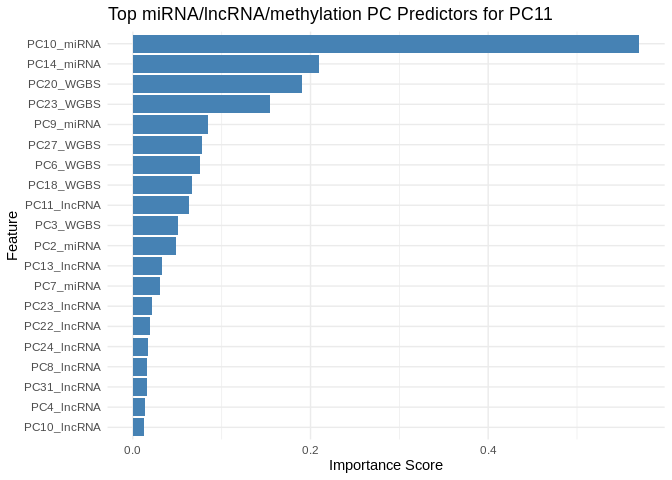 Top miRNA/lncRNA/methylation PC Predictors for PC11
Feature
PC10_miRNA
PC14_miRNA
PC20_WGBS
PC23_WGBS
PC9_miRNA
PC27_WGBS
PC6_WGBS
PC18_WGBS
PC11_lncRNA
PC3_WGBS
PC2_miRNA
PC13_lncRNA
PC7_miRNA
PC23_lncRNA
PC22_lncRNA
PC24_lncRNA
PC8_lncRNA
PC31_lncRNA
PC4_lncRNA
PC10_lncRNA
0.0 0.2 0.4
Importance Score